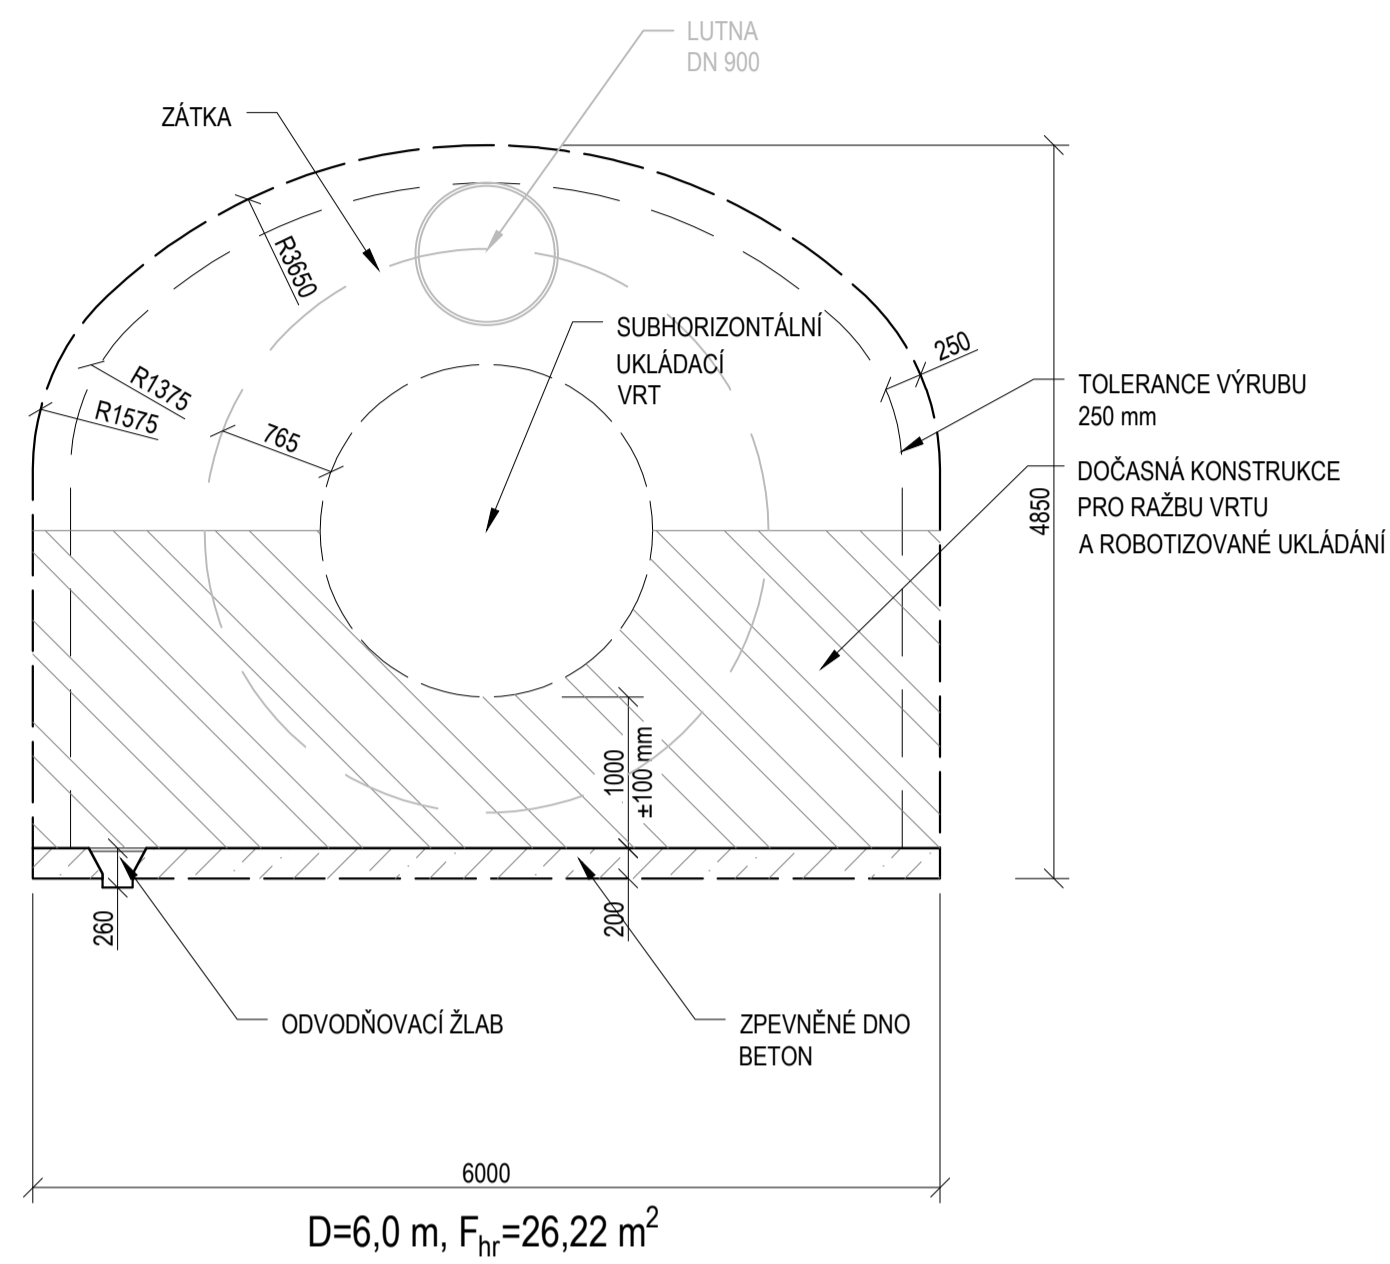 LUTNA
DN 900
ZÁTKA
R3650
SUBHORIZONTÁLNÍ
UKLÁDACÍ
VRT
250
R1375
R1575
765
TOLERANCE VÝRUBU
250 mm
DOČASNÁ KONSTRUKCE
PRO RAŽBU VRTU
A ROBOTIZOVANÉ UKLÁDÁNÍ
4850
1000
±100 mm
260
200
ODVODŇOVACÍ ŽLAB
ZPEVNĚNÉ DNO
BETON
6000
D=6,0 m, Fhr=26,22 m²